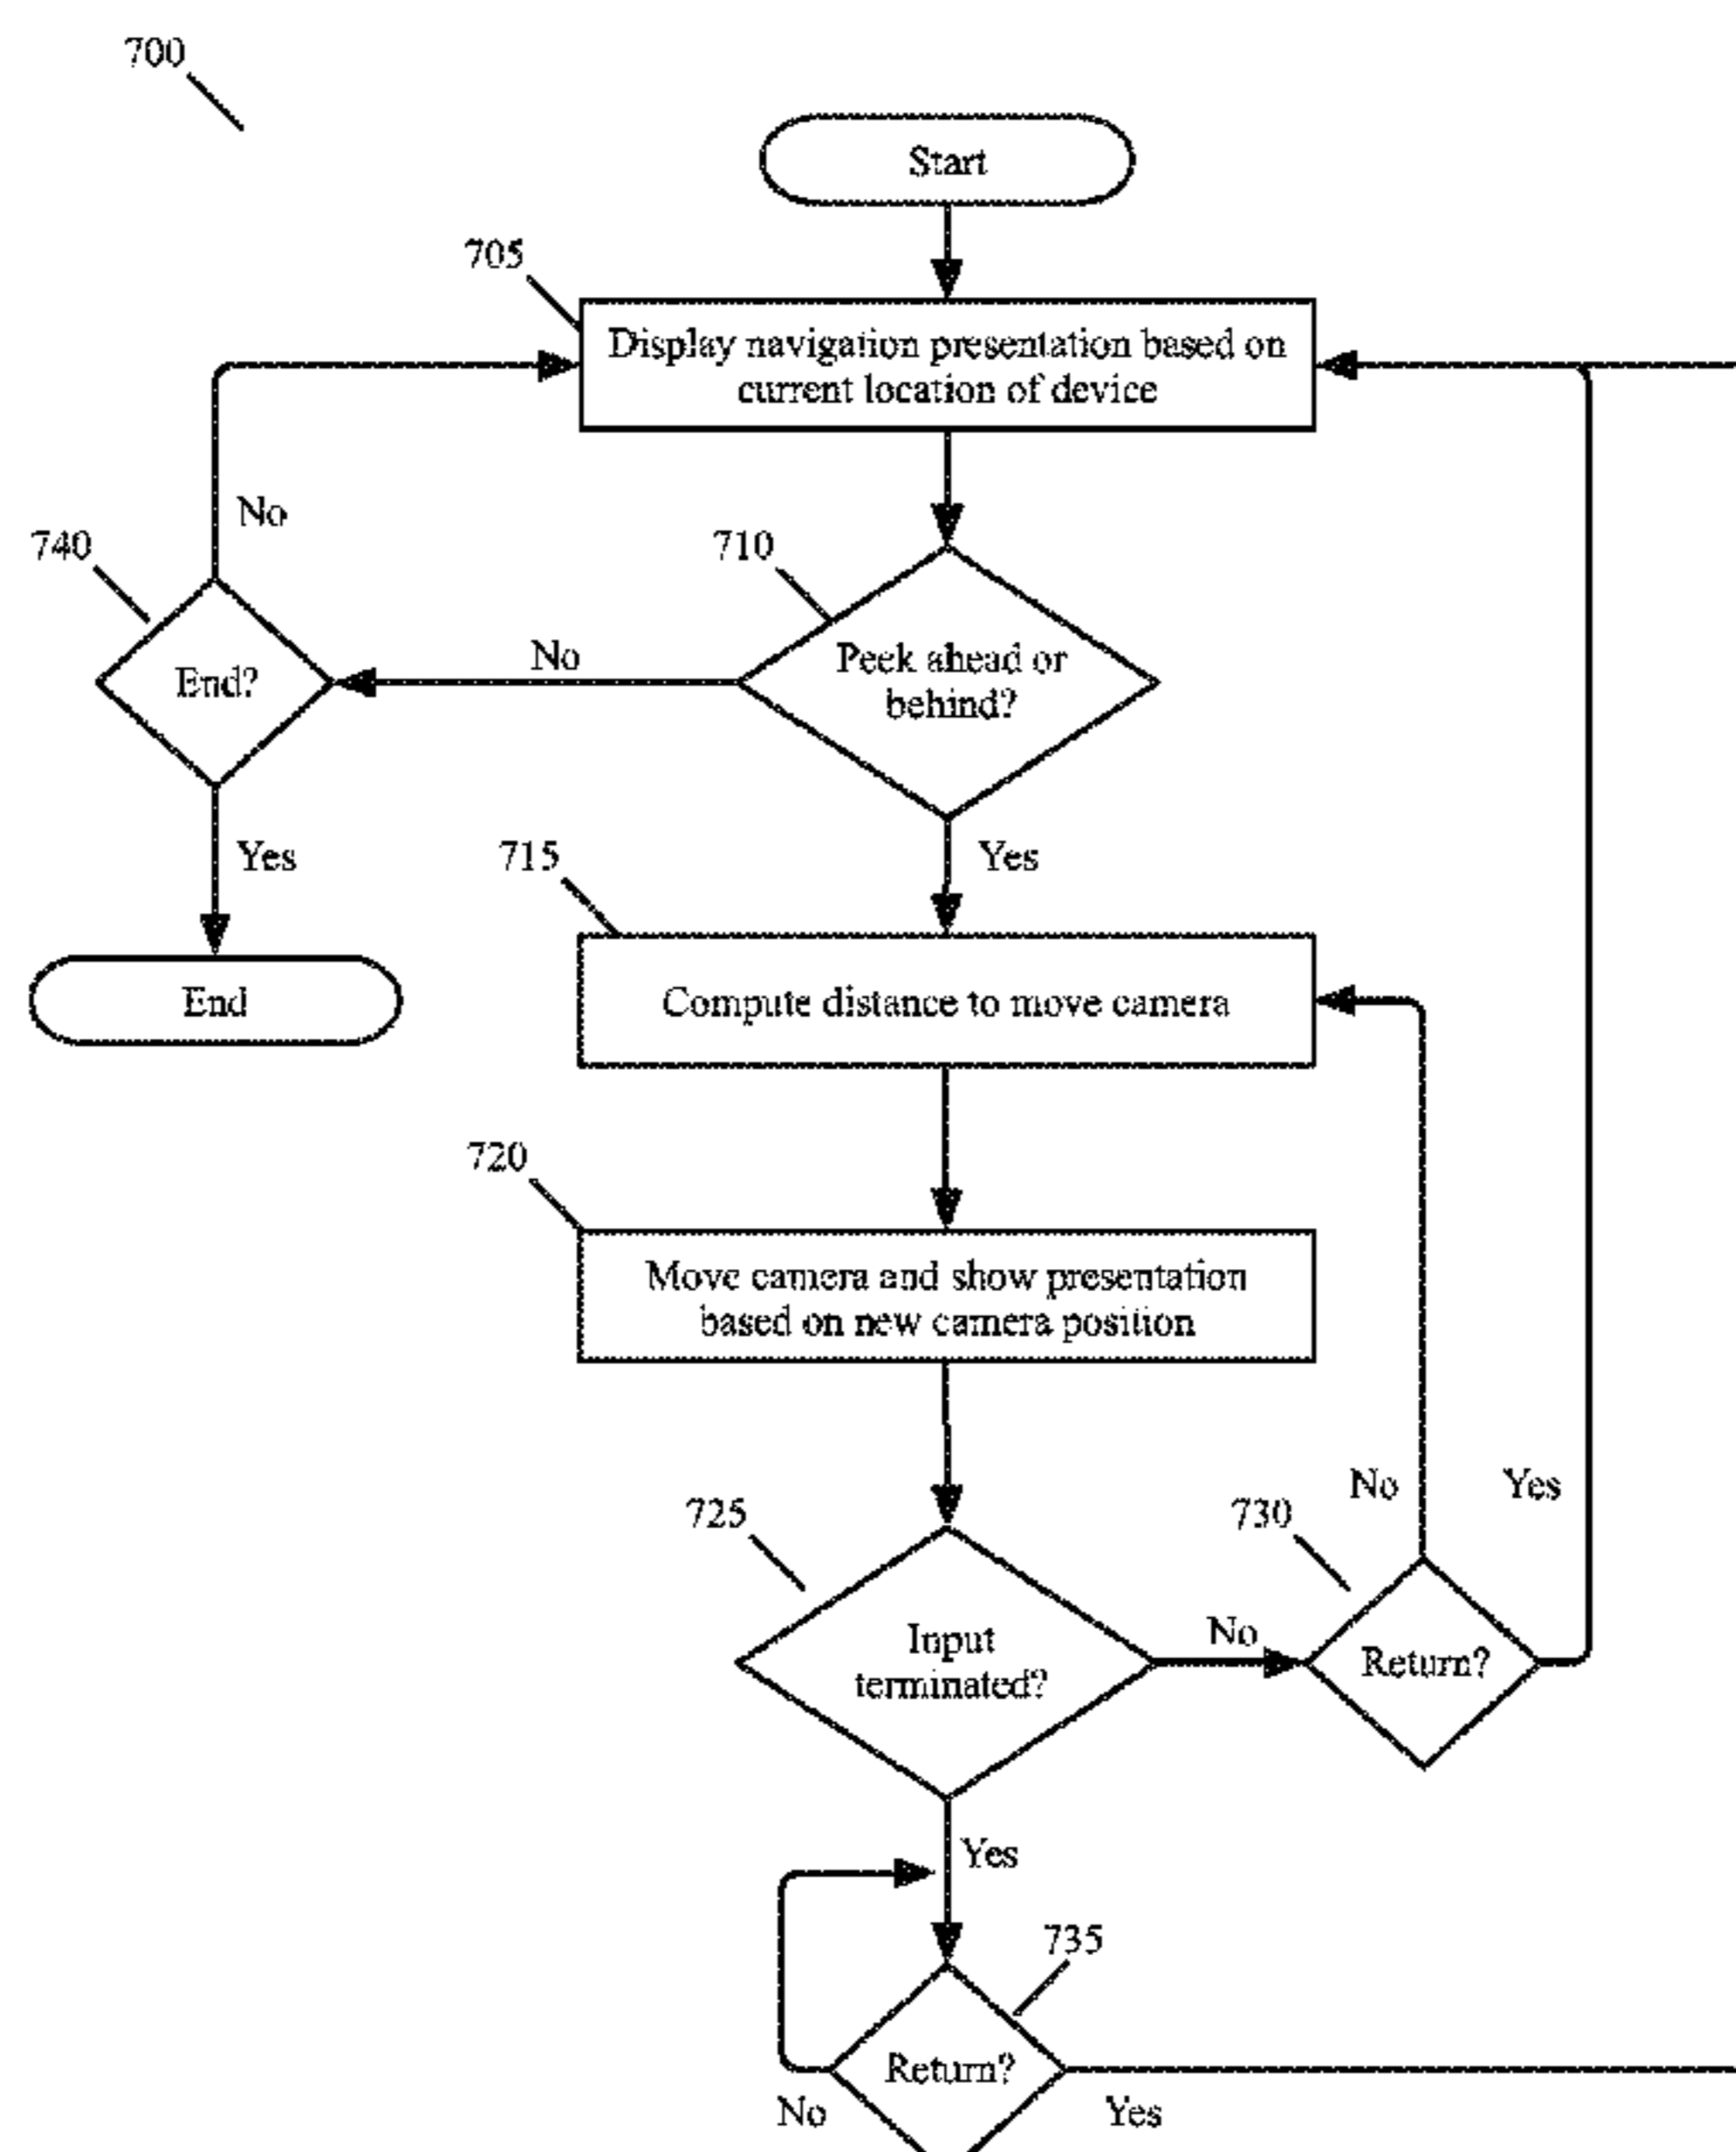 700
Start
705
Display navigation presentation based on
current location of device
No
740
710
End?
No
Peek ahead or
behind?
Yes
715
Yes
End
Compute distance to move camera
720
Move camera and show presentation
based on new camera position
725
730
No
Yes
Input
terminated?
No
Return?
Yes
735
Return?
No
Yes